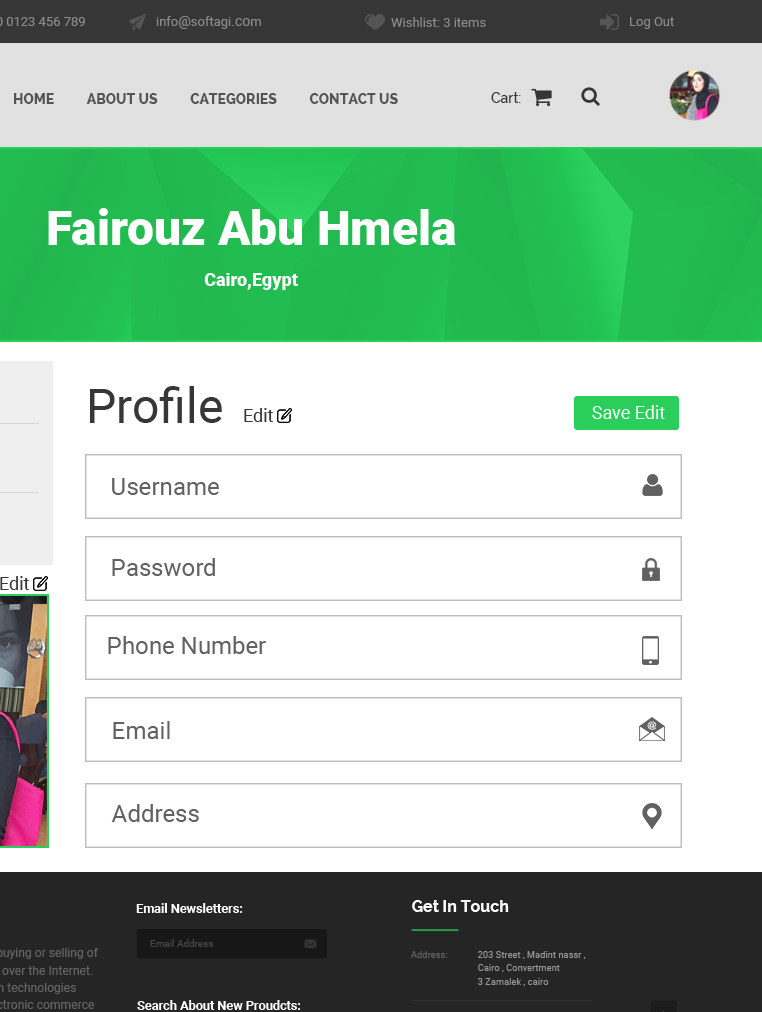 0123 456 789
info@softagi.com
Wishlist: 3 items
Log Out
HOME
ABOUT US
CATEGORIES
CONTACT US
Cart:
Fairouz Abu Hmela
Cairo,Egypt
Profile
Edit
Save Edit
Username
Password
Edit
Phone Number
Email
Address
buying or selling of
over the Internet.
technologies
commerce
Email Newsletters:
Email Address
Search About New Proudcts:
Get In Touch
Address:
203 Street , Madint nassr ,
Cairo , Convertment
3 Zamalek , cairo